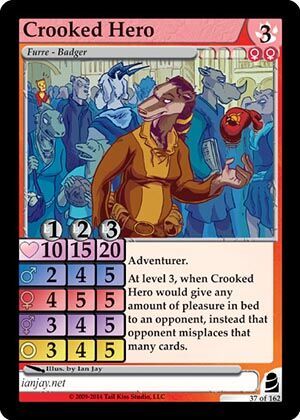 Crooked Hero 3
Furre - Badger
1 2 3
10 15 20
2 4 5
4 5 5
3 4 5
3 4 5
Adventurer.
At level 3, when Crooked
Hero would give any
amount of pleasure in bed
to an opponent, instead that
opponent misplaces that
many cards.
Illus. by Ian Jay
ianjay.net
© 2009-2014 Tail Kiss Studio, LLC
37 of 162